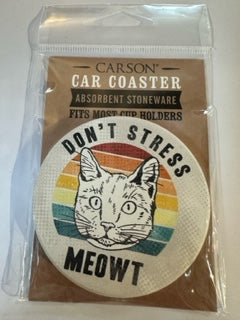 CARSON®
CAR COASTER
ABSORBENT STONEWARE
FITS MOST CUP HOLDERS
DON'T STRESS
MEOWT